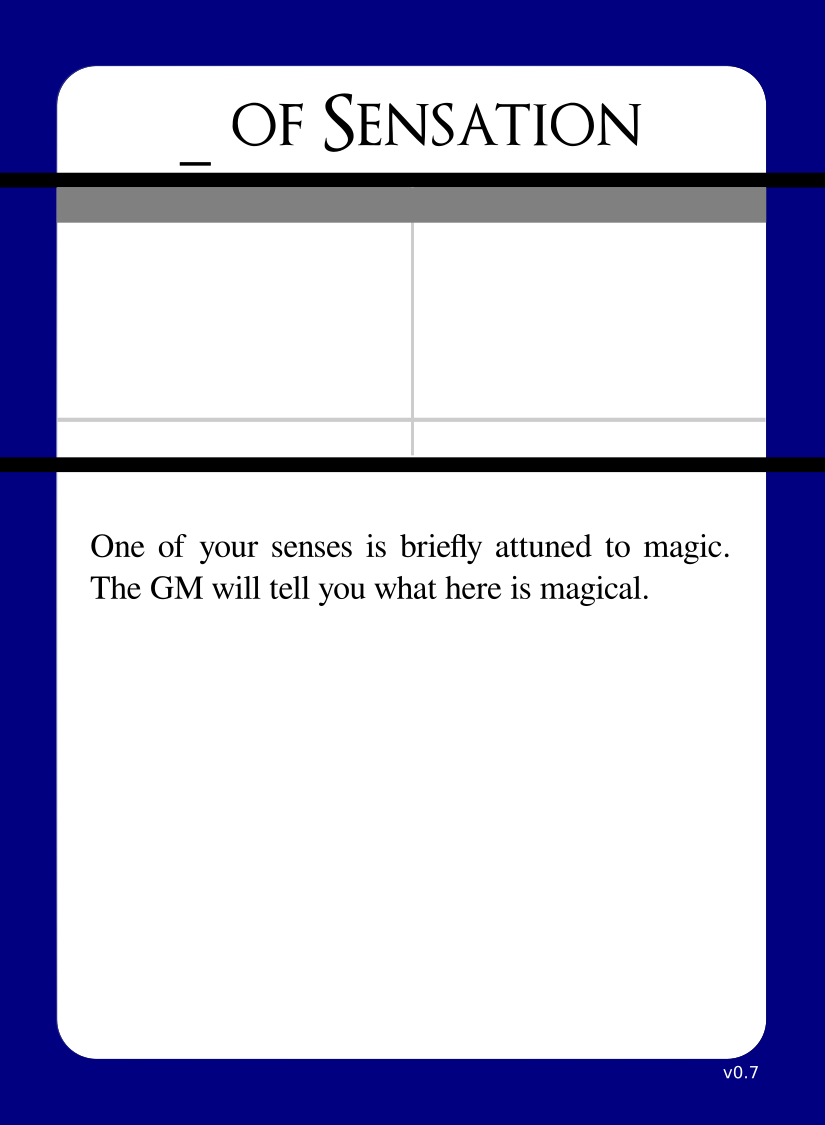 _ of Sensation
One of your senses is briefly attuned to magic.
The GM will tell you what here is magical.
v0.7